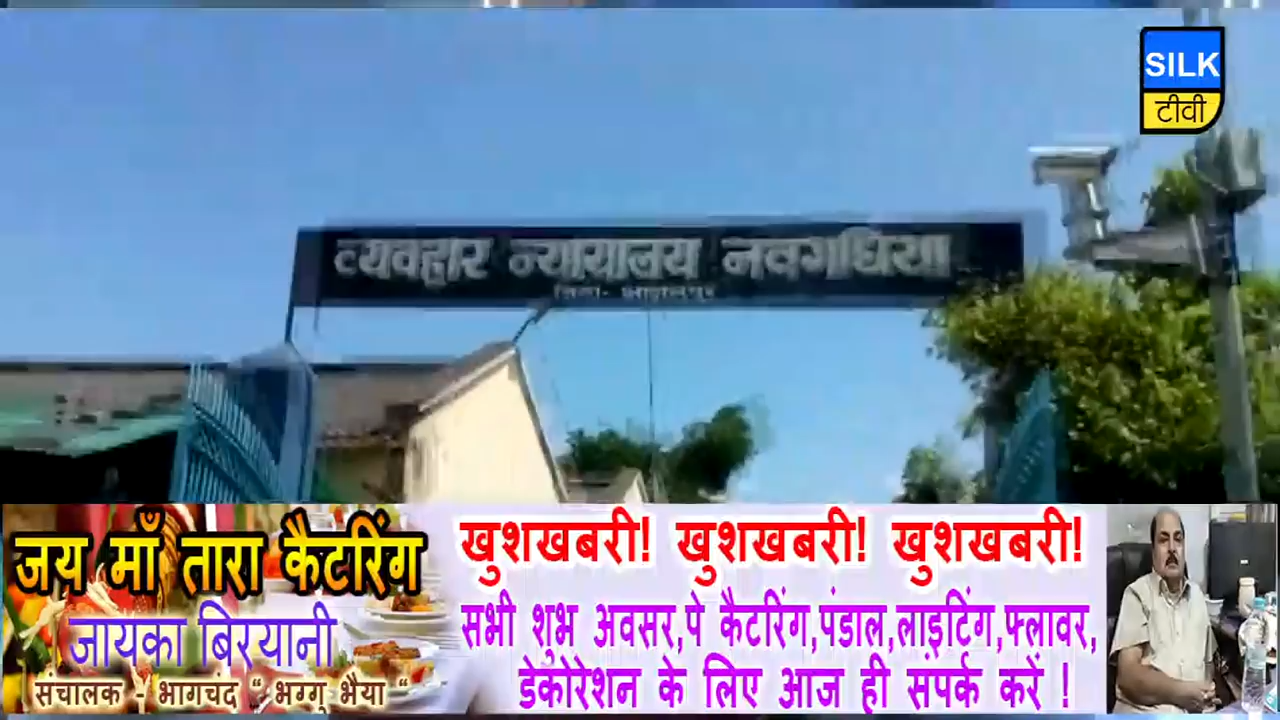 SILK
टीवी
व्यवहार न्यायालय नवगछिया
जिला- भागलपुर
जय माँ तारा कैटरिंग
जायका बिरयानी
संचालक - भागचंद “ भग्गू भैया “
खुशखबरी! खुशखबरी! खुशखबरी!
सभी शुभ अवसर,पे कैटरिंग,पंडाल,लाइटिंग,फ्लावर,
डेकोरेशन के लिए आज ही संपर्क करें !